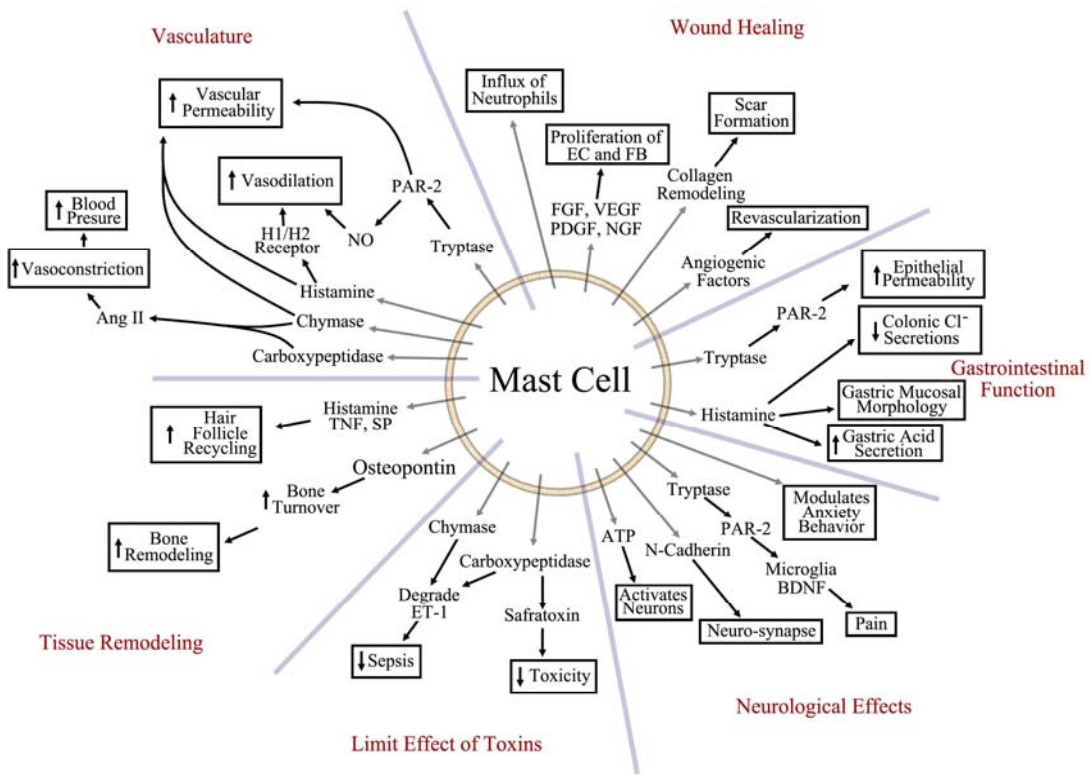 Vasculature
Wound Healing
↑ Vascular
Permeability
Influx of
Neutrophils
Scar
Formation
Proliferation of
EC and FB
↑ Vasodilation
PAR-2
Collagen
Remodeling
↑ Blood
Presure
FGF, VEGF
PDGF, NGF
Revascularization
H1/H2
Receptor
NO
Tryptase
↑ Vasoconstriction
Angiogenic
Factors
↑ Epithelial
Permeability
Histamine
Ang II
Chymase
PAR-2
↓ Colonic Cl-
Secretions
Carboxypeptidase
Tryptase
Gastrointestinal
Function
Mast Cell
↑ Hair
Follicle
Recycling
Histamine
TNF, SP
Histamine
Gastric Mucosal
Morphology
↑ Gastric Acid
Secretion
Osteopontin
↑ Bone
Turnover
Tryptase
Modulates
Anxiety
Behavior
↑ Bone
Remodeling
Chymase
ATP
PAR-2
N-Cadherin
Carboxypeptidase
Microglia
BDNF
Degrade
ET-1
Safratoxin
Activates
Neurons
Neuro-synapse
Pain
Tissue Remodeling
↓ Sepsis
↓ Toxicity
Neurological Effects
Limit Effect of Toxins